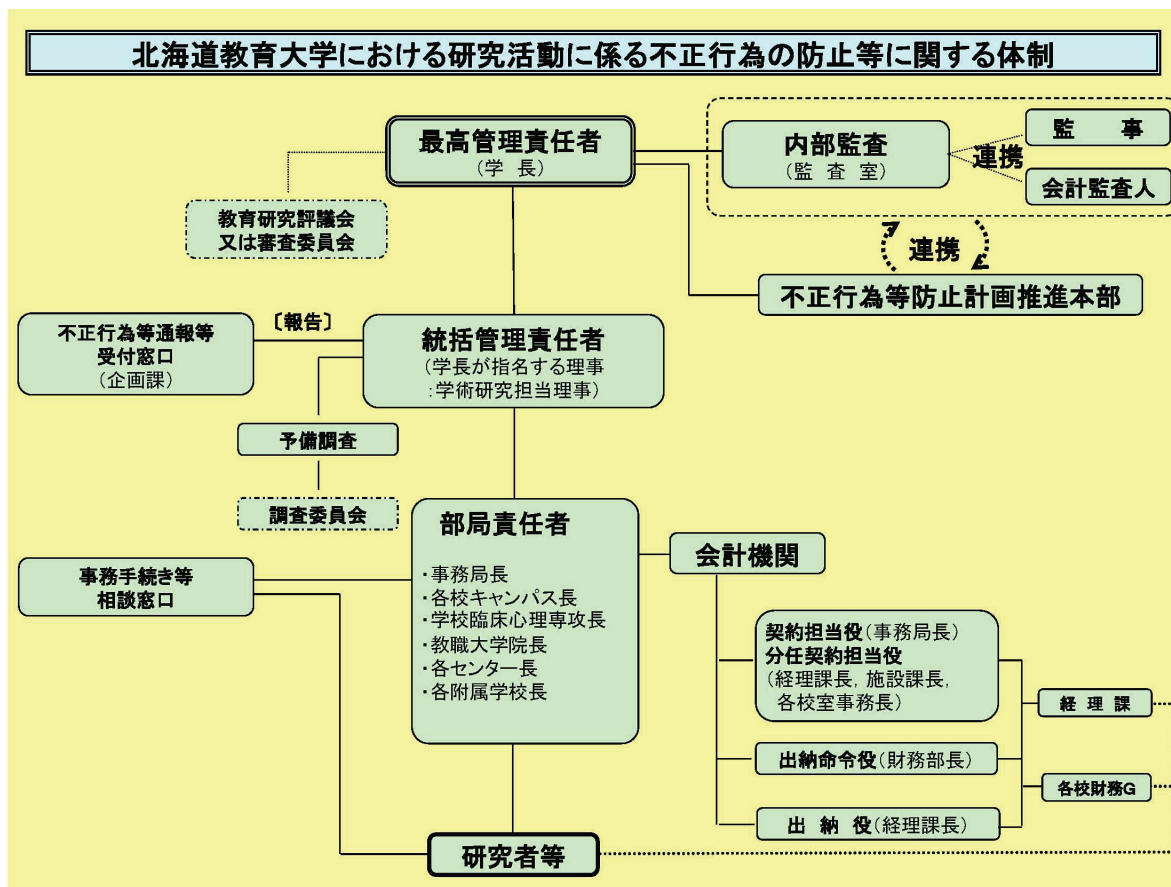 北海道教育大学における研究活動に係る不正行為の防止等に関する体制
最高管理責任者
(学 長)
内部監査
(監 査 室)
監　　事
連携
会計監査人
教育研究評議会
又は審査委員会
連携
不正行為等防止計画推進本部
不正行為等通報等
受付窓口
(企画課)
〔報告〕
統括管理責任者
(学長が指名する理事
:学術研究担当理事)
予備調査
調査委員会
部局責任者
・事務局長
・各校キャンパス長
・学校臨床心理専攻長
・教職大学院長
・各センター長
・各附属学校長
事務手続き等
相談窓口
会計機関
契約担当役(事務局長)
分任契約担当役
(経理課長, 施設課長,
各校室事務長)
経 理 課
出納命令役(財務部長)
各校財務G
出 納 役(経理課長)
研究者等